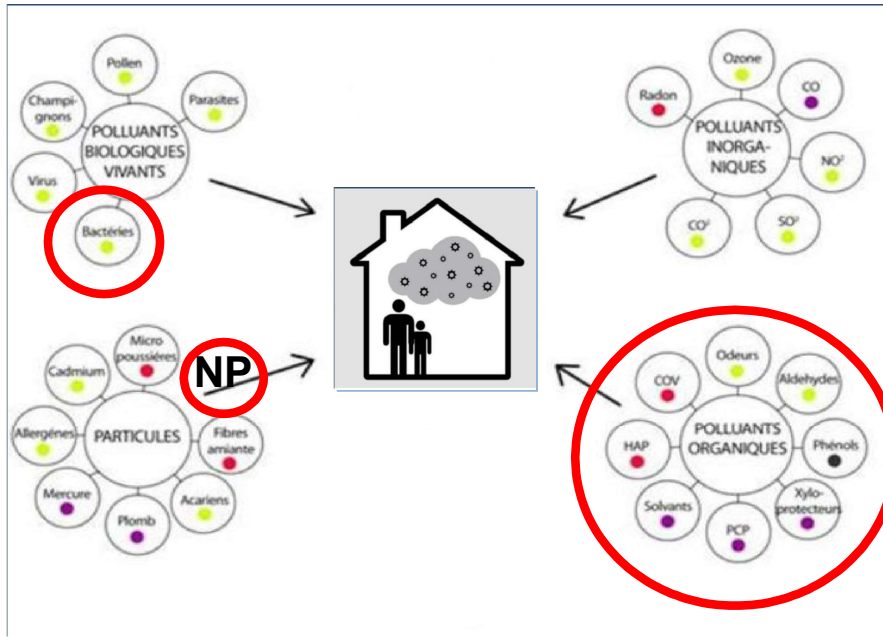 Pollen
Champi-
gnons
Parasites
POLLUANTS
BIOLOGIQUES
VIVANTS
Virus
Bactéries
Ozone
Radon
CO
POLLUANTS
INORGA-
NIQUES
NO²
CO²
SO²
Micro
poussiéres
NP
Cadmium
Allergénes
PARTICULES
Fibres
amiante
Mercure
Acariens
Plomb
Odeurs
COV
Aldehydes
POLLUANTS
ORGANIQUES
HAP
Phénols
Solvants
Xylo-
protecteurs
PCP